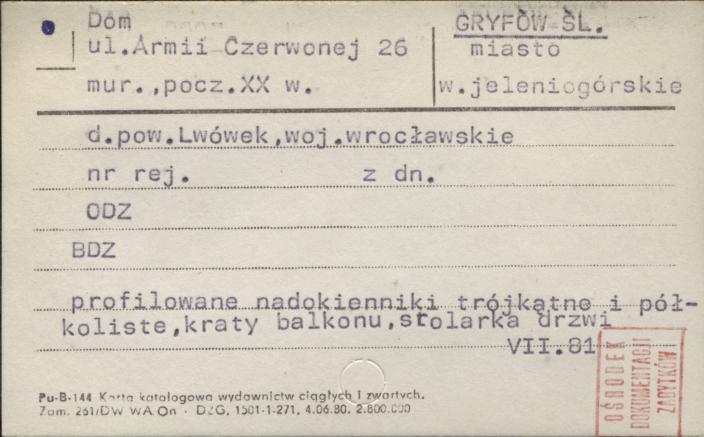 Dom
ul.Armii Czerwonej 26
mur.,pocz.XX w.
GRYFÓW ŚL.
miasto
w.jeleniogórskie
d.pow.Lwówek,woj.wrocławskie
nr rej. z dn.
ODZ
BDZ
profilowane nadokienniki trójkątne i pół-
koliste,kraty balkonu,stolarka drzwi
VII.81
OŚRODEK
DOKUMENTACJI
ZABYTKÓW
Pu-B-144 Karta katalogowa wydawnictw ciągłych i zwartych.
Zam. 261/DW WA On - DZG, 1501-1-271, 4.06.80. 2.800.000